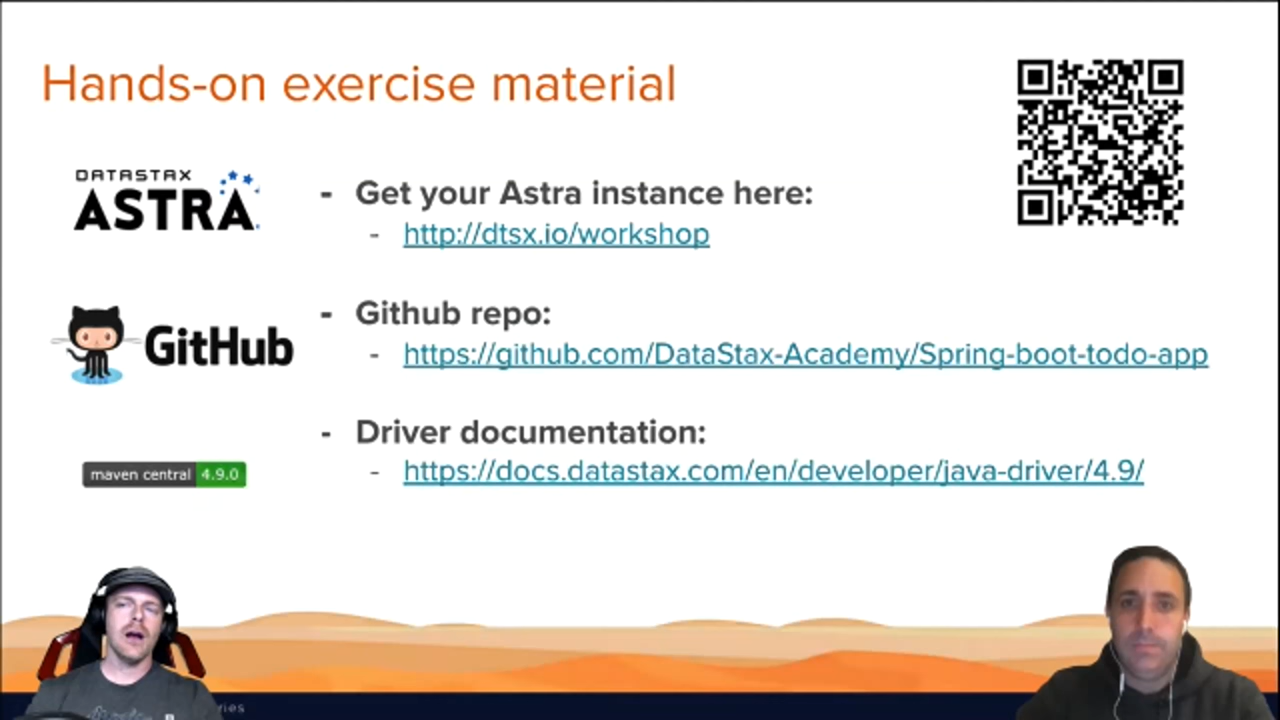 Hands-on exercise material
DATASTAX
ASTRA
- Get your Astra instance here:
- http://dtsx.io/workshop
GitHub
- Github repo:
- https://github.com/DataStax-Academy/Spring-boot-todo-app
- Driver documentation:
maven central 4.9.0
- https://docs.datastax.com/en/developer/java-driver/4.9/